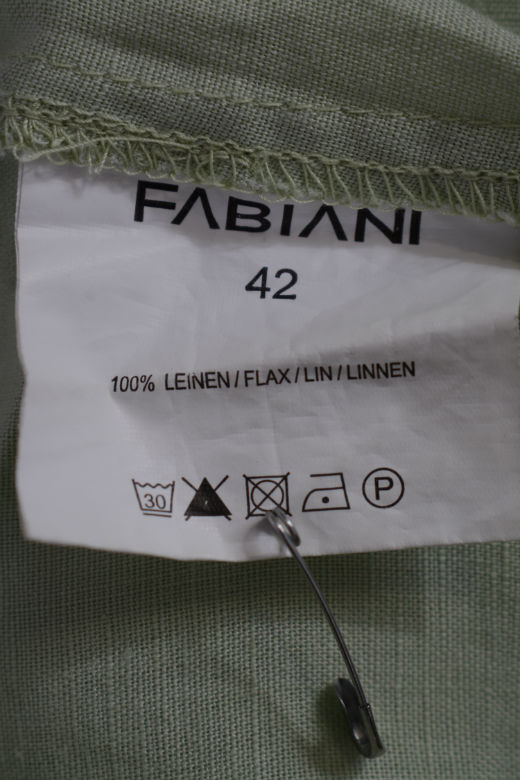 FABIANI
42
100% LEINEN / FLAX / LIN / LINNEN
30 P